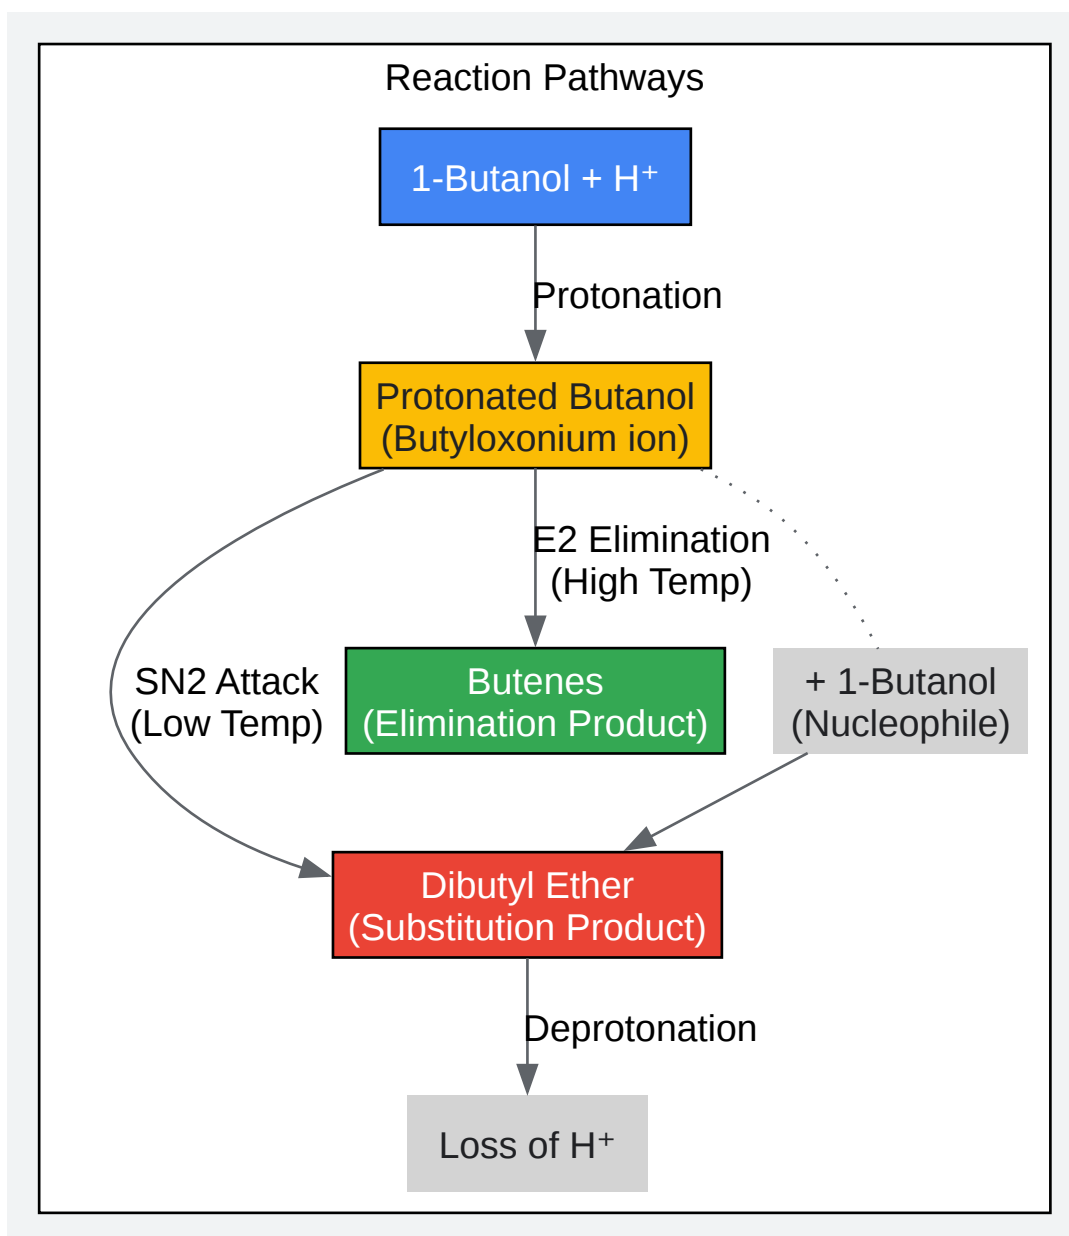 Reaction Pathways
1-Butanol + H⁺
Protonation
Protonated Butanol
(Butyloxonium ion)
E2 Elimination
(High Temp)
SN2 Attack
(Low Temp)
Butenes
(Elimination Product)
+ 1-Butanol
(Nucleophile)
Dibutyl Ether
(Substitution Product)
Deprotonation
Loss of H⁺